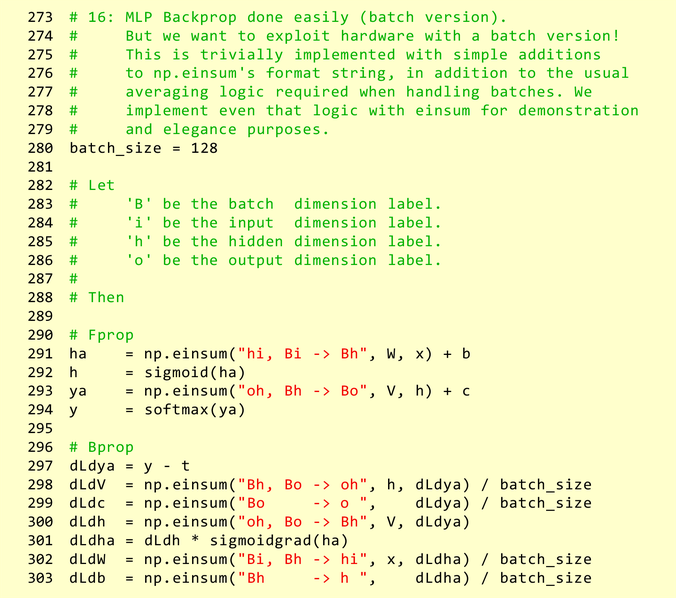 273 # 16: MLP Backprop done easily (batch version).
274 #     But we want to exploit hardware with a batch version!
275 #     This is trivially implemented with simple additions
276 #     to np.einsum's format string, in addition to the usual
277 #     averaging logic required when handling batches. We
278 #     implement even that logic with einsum for demonstration
279 #     and elegance purposes.
280 batch_size = 128
281
282 # Let
283 #     'B' be the batch  dimension label.
284 #     'i' be the input  dimension label.
285 #     'h' be the hidden dimension label.
286 #     'o' be the output dimension label.
287 #
288 # Then
289
290 # Fprop
291 ha    = np.einsum("hi, Bi -> Bh", W, x) + b
292 h     = sigmoid(ha)
293 ya    = np.einsum("oh, Bh -> Bo", V, h) + c
294 y     = softmax(ya)
295
296 # Bprop
297 dLdya = y - t
298 dLdV  = np.einsum("Bh, Bo -> oh", h, dLdya) / batch_size
299 dLdc  = np.einsum("Bo     -> o ",    dLdya) / batch_size
300 dLdh  = np.einsum("oh, Bo -> Bh", V, dLdya)
301 dLdha = dLdh * sigmoidgrad(ha)
302 dLdW  = np.einsum("Bi, Bh -> hi", x, dLdha) / batch_size
303 dLdb  = np.einsum("Bh     -> h ",    dLdha) / batch_size